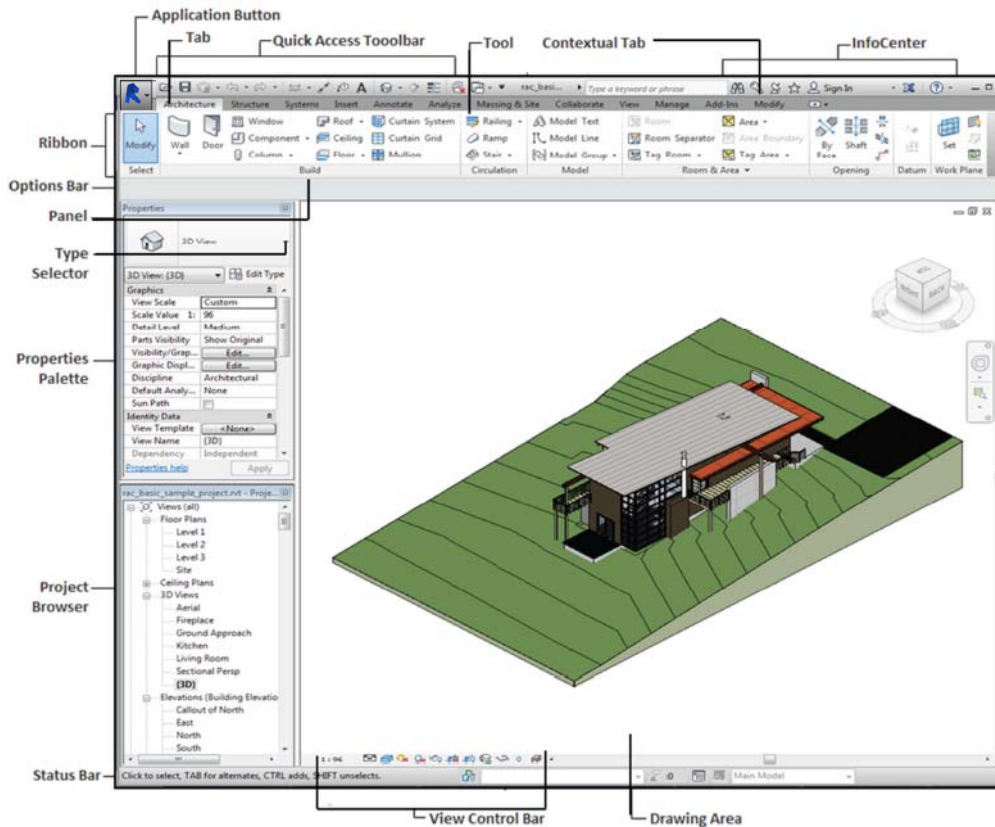 Application Button
Tab
Quick Access Tooolbar
Tool
Contextual Tab
InfoCenter
rac_basi...
Type a keyword or phrase
Sign In
Architecture Structure Systems Insert Annotate Analyze Massing & Site Collaborate View Manage Add-Ins Modify
Ribbon
Modify
Wall
Door
Window
Component
Column
Roof
Ceiling
Floor
Curtain System
Curtain Grid
Mullion
Railing
Ramp
Stair
Model Text
Model Line
Model Group
Room
Room Separator
Tag Room
Area
Area Boundary
Tag Area
By Face
Shaft
Set
Select
Build
Circulation
Model
Room & Area
Opening
Datum
Work Plane
Options Bar
Panel
Type
Selector
Properties
3D View
3D View: {3D}
Edit Type
Graphics
View Scale Custom
Scale Value 1: 96
Detail Level Medium
Parts Visibility Show Original
Visibility/Grap... Edit...
Graphic Displ... Edit...
Discipline Architectural
Default Analy... None
Sun Path
Identity Data
View Template <None>
View Name {3D}
Dependency Independent
Properties help
Apply
Properties
Palette
TOP
RIGHT
BACK
rac_basic_sample_project.rvt - Proje...
Views (all)
Floor Plans
Level 1
Level 2
Level 3
Site
Ceiling Plans
3D Views
Aerial
Fireplace
Ground Approach
Kitchen
Living Room
Sectional Persp
{3D}
Elevations (Building Elevatio
Callout of North
East
North
South
Project
Browser
1 : 96
Status Bar
Click to select, TAB for alternates, CTRL adds, SHIFT unselects.
:0
Main Model
View Control Bar
Drawing Area